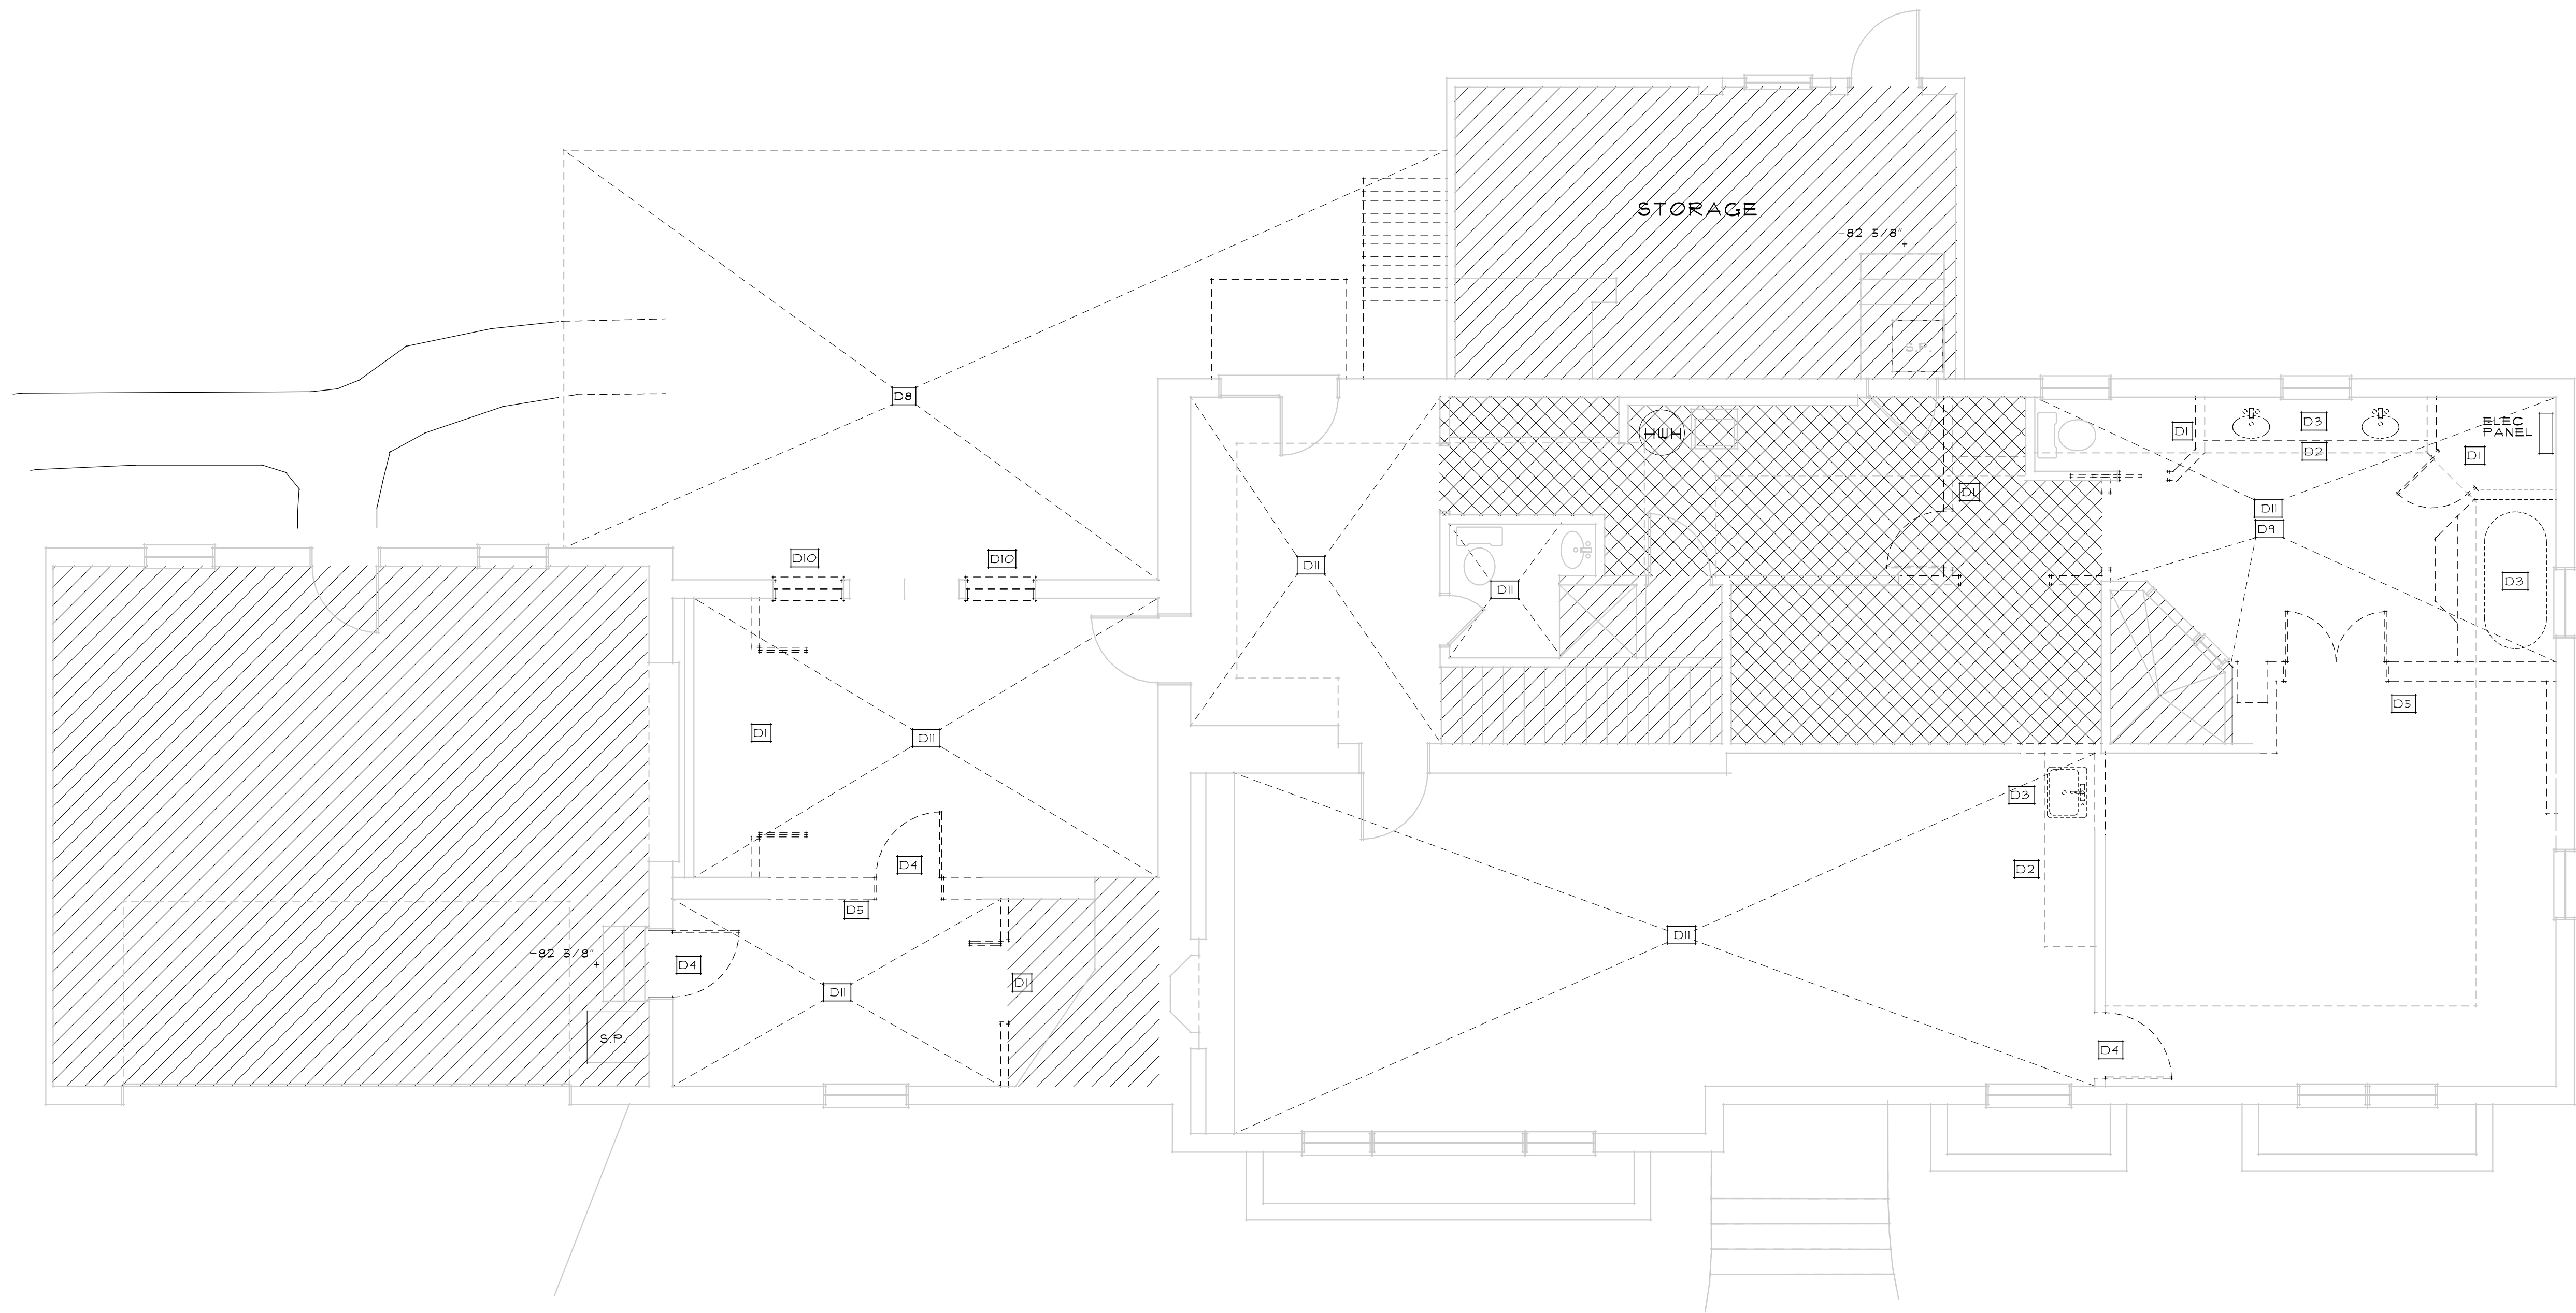 STORAGE
-82 5/8"
S.P.
D8
D3
D1
ELEC
PANEL
HWH
D2
D1
D1
D11
D9
D10
D10
D11
D11
D3
D5
D1
D11
D3
D4
D2
D5
D11
-82 5/8"
D4
D1
D11
S.P.
D4